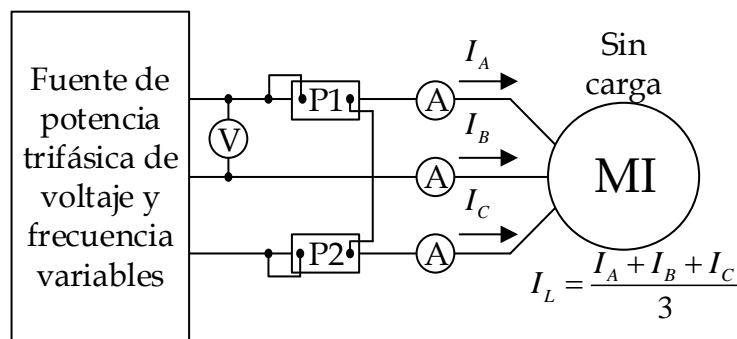 Fuente de
potencia
trifásica de
voltaje y
frecuencia
variables
V
P1
P2
A
I_A
A
I_B
A
I_C
Sin
carga
MI
I_L = \frac{I_A + I_B + I_C}{3}